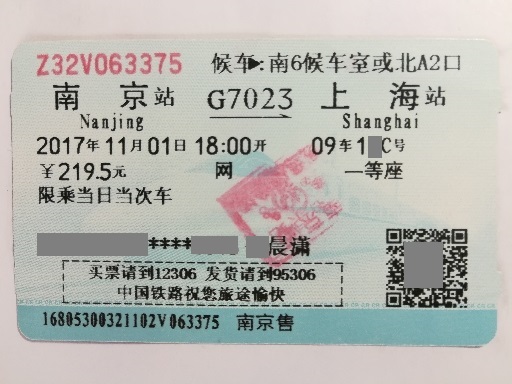 Z32V063375 候车:南6候车室或北A2口
南京站 G7023 上海站
Nanjing Shanghai
2017年11月01日18:00开 09车1 C号
￥219.5元 网 一等座
限乘当日当次车
**** 晨潇
买票请到12306 发货请到95306
中国铁路祝您旅途愉快
16805300321102V063375 南京售